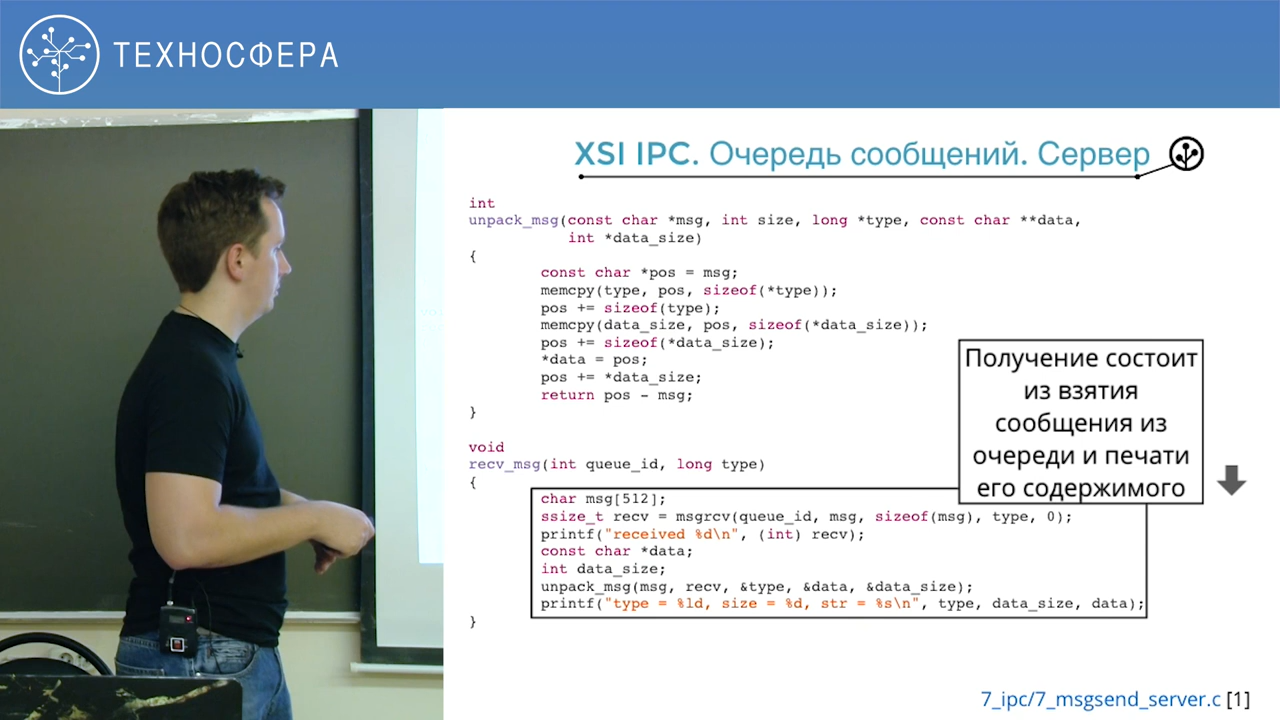 ТЕХНОСФЕРА
XSI IPC. Очередь сообщений. Сервер
int
unpack_msg(const char *msg, int size, long *type, const char **data,
int *data_size)
{
const char *pos = msg;
memcpy(type, pos, sizeof(*type));
pos += sizeof(type);
memcpy(data_size, pos, sizeof(*data_size));
pos += sizeof(*data_size);
*data = pos;
pos += *data_size;
return pos - msg;
}
Получение состоит
из взятия
сообщения из
очереди и печати
его содержимого
void
recv_msg(int queue_id, long type)
{
char msg[512];
ssize_t recv = msgrcv(queue_id, msg, sizeof(msg), type, 0);
printf("received %d\n", (int) recv);
const char *data;
int data_size;
unpack_msg(msg, recv, &type, &data, &data_size);
printf("type = %ld, size = %d, str = %s\n", type, data_size, data);
}
7_ipc/7_msgsend_server.c [1]